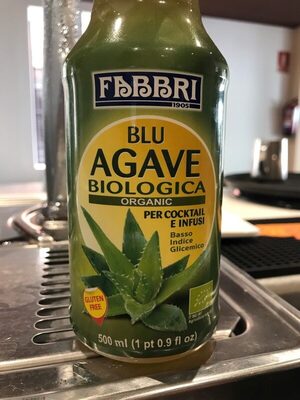 FABBRI
1905
BLU
AGAVE
BIOLOGICA
ORGANIC
PER COCKTAIL
E INFUSI
Basso
Indice
Glicemico
GLUTEN
FREE
500 ml (1 pt 0.9 fl oz)